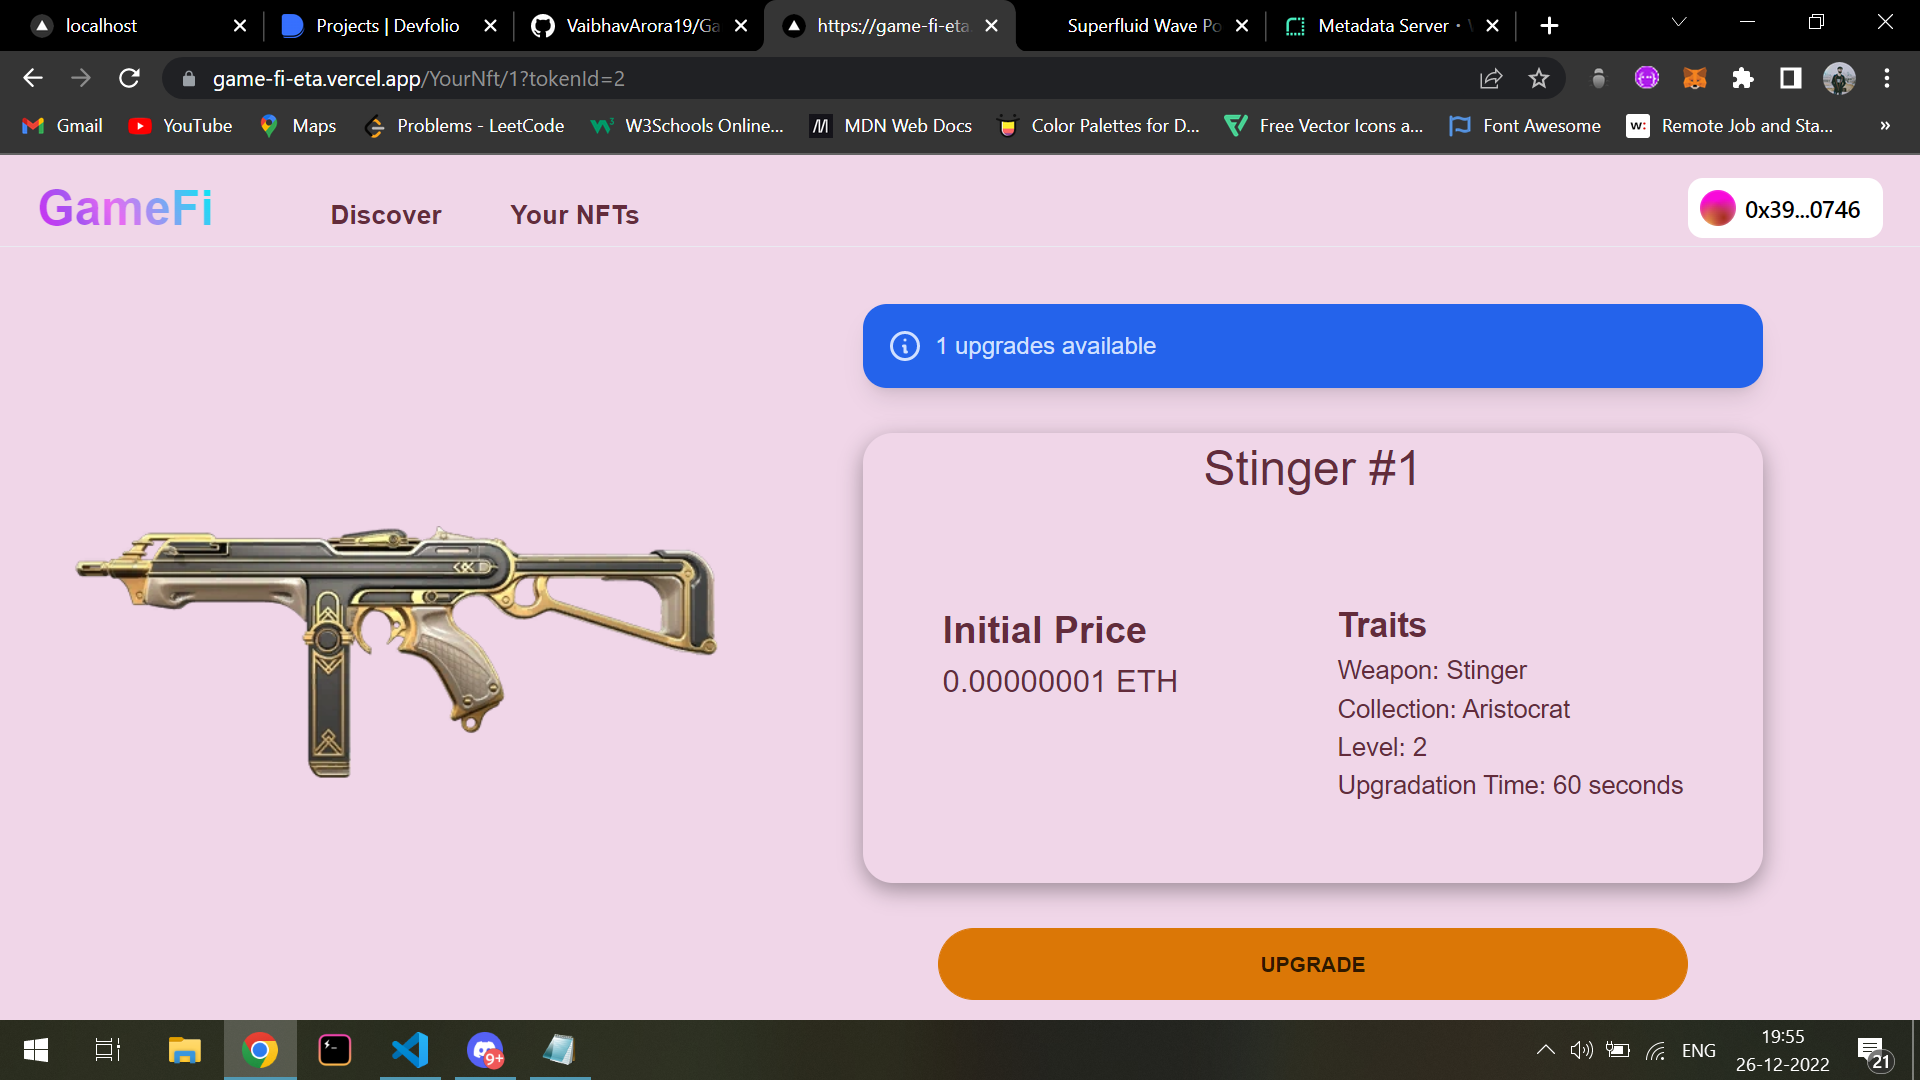 localhost
Projects | Devfolio
VaibhavArora19/Ga
https://game-fi-eta.
Superfluid Wave Po
Metadata Server ·
game-fi-eta.vercel.app/YourNft/1?tokenId=2
Gmail
YouTube
Maps
Problems - LeetCode
W3Schools Online...
MDN Web Docs
Color Palettes for D...
Free Vector Icons a...
Font Awesome
w:
Remote Job and Sta...
»
GameFi
Discover
Your NFTs
0x39...0746
1 upgrades available
Stinger #1
Initial Price
0.00000001 ETH
Traits
Weapon: Stinger
Collection: Aristocrat
Level: 2
Upgradation Time: 60 seconds
UPGRADE
9+
ENG
19:55
26-12-2022
21